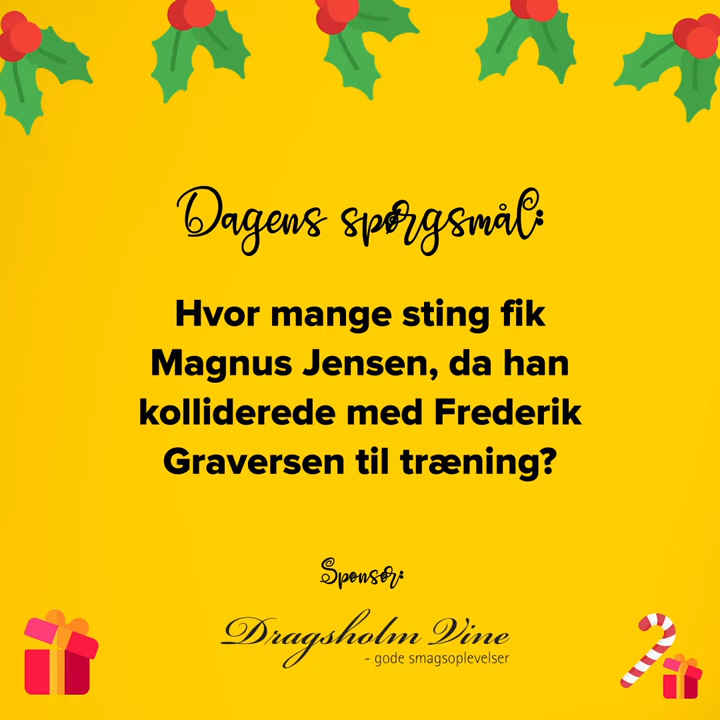 Dagens spørgsmål:
Hvor mange sting fik
Magnus Jensen, da han
kolliderede med Frederik
Graversen til træning?
Sponsor:
Dragsholm Vine
- gode smagsoplevelser